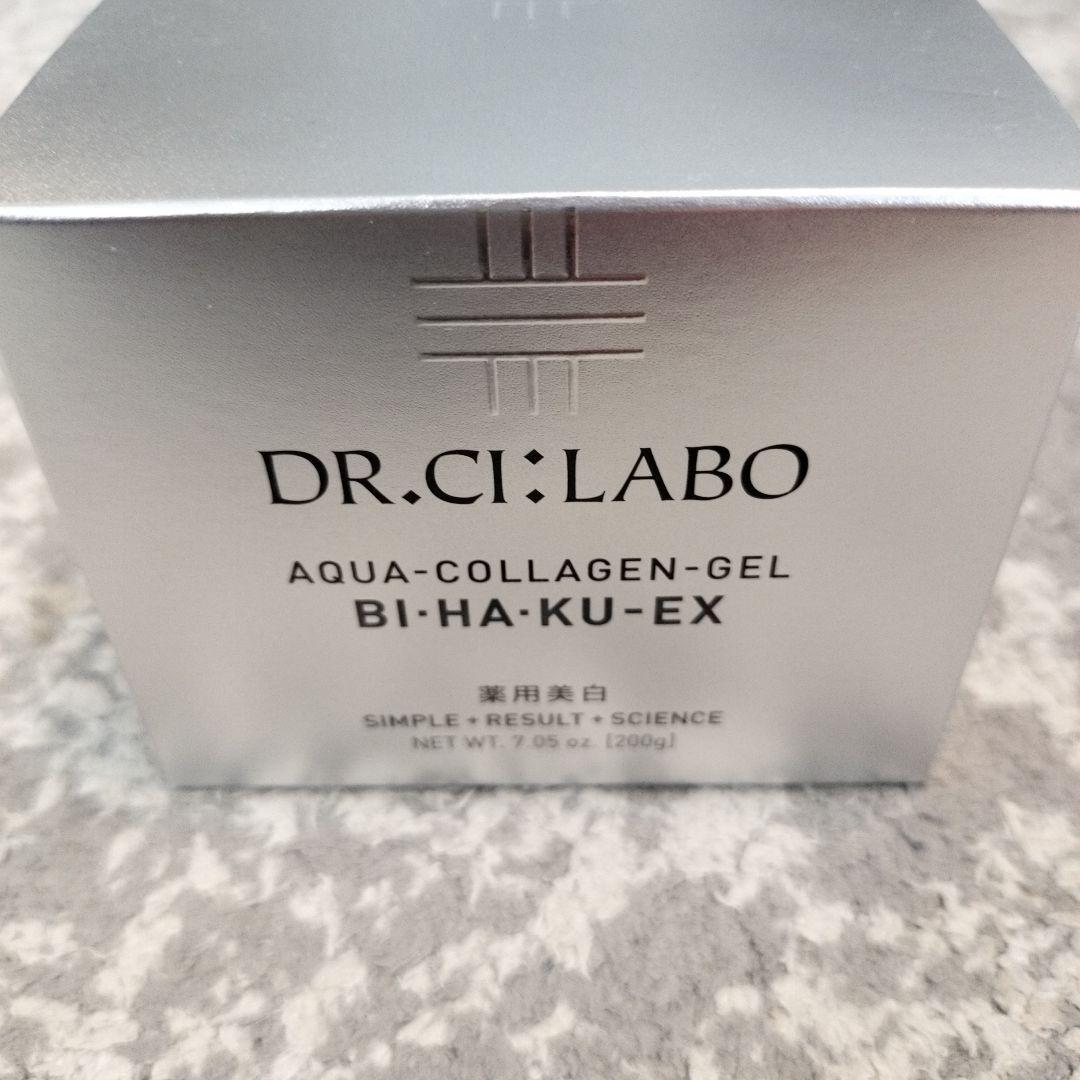 DR.CI:LABO
AQUA-COLLAGEN-GEL
BI·HA·KU-EX
薬用美白
SIMPLE + RESULT + SCIENCE
NET WT. 7.05 oz. [200g]